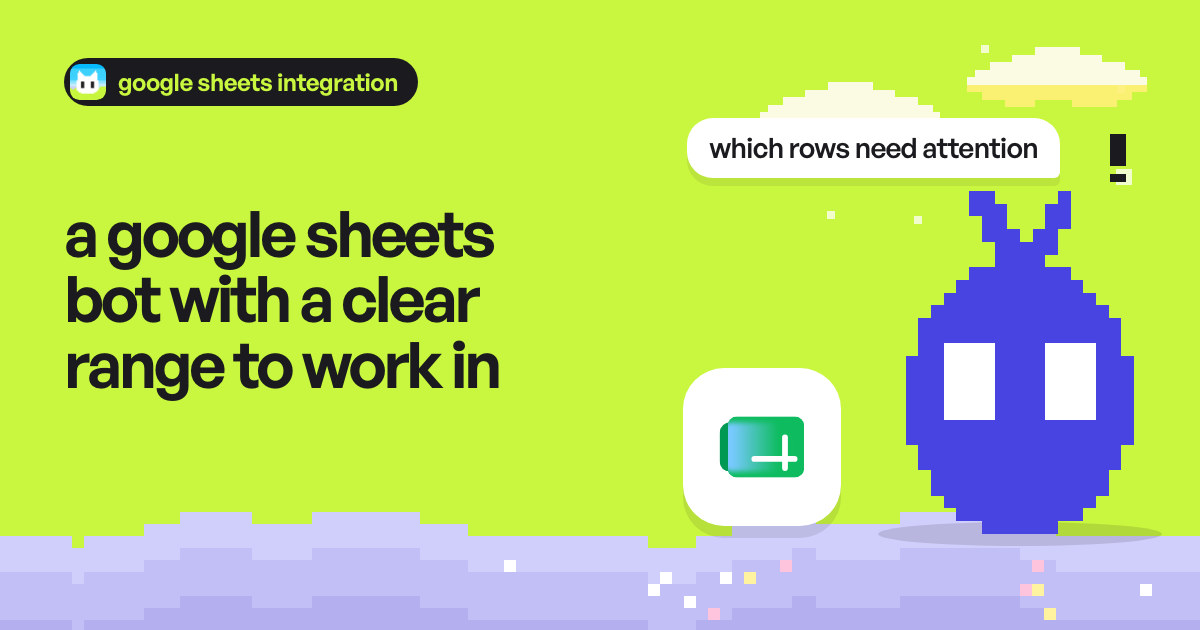 google sheets integration
which rows need attention
!
a google sheets
bot with a clear
range to work in